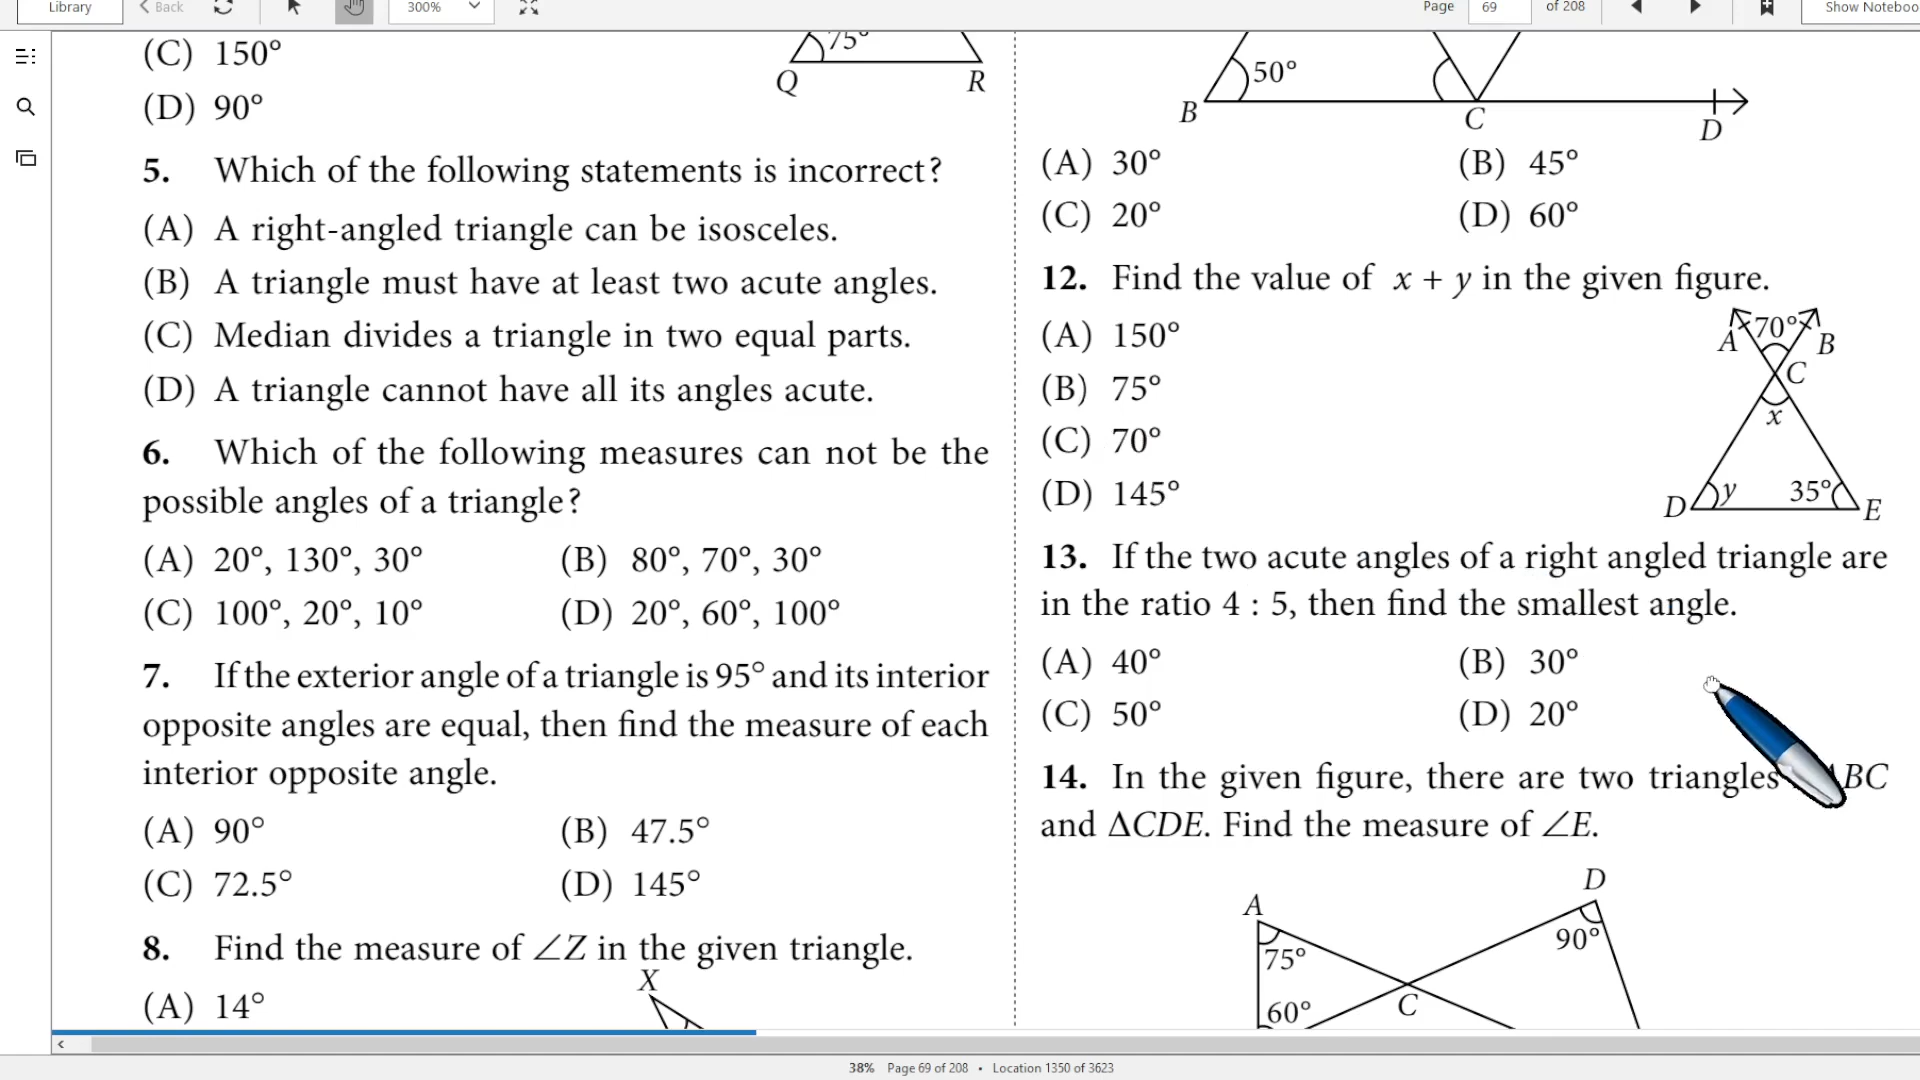 Library
Back
300%
Page 69 of 208
Show Noteboo
(C) 150°
75°
Q R
(D) 90°
5. Which of the following statements is incorrect?
(A) A right-angled triangle can be isosceles.
(B) A triangle must have at least two acute angles.
(C) Median divides a triangle in two equal parts.
(D) A triangle cannot have all its angles acute.
6. Which of the following measures can not be the
possible angles of a triangle?
(A) 20°, 130°, 30° (B) 80°, 70°, 30°
(C) 100°, 20°, 10° (D) 20°, 60°, 100°
7. If the exterior angle of a triangle is 95° and its interior
opposite angles are equal, then find the measure of each
interior opposite angle.
(A) 90° (B) 47.5°
(C) 72.5° (D) 145°
8. Find the measure of ∠Z in the given triangle.
X
(A) 14°
50°
B C D
(A) 30° (B) 45°
(C) 20° (D) 60°
12. Find the value of x + y in the given figure.
(A) 150°
(B) 75°
(C) 70°
(D) 145°
A 70° B
C
x
D y 35° E
13. If the two acute angles of a right angled triangle are
in the ratio 4 : 5, then find the smallest angle.
(A) 40° (B) 30°
(C) 50° (D) 20°
14. In the given figure, there are two triangles BC
and ΔCDE. Find the measure of ∠E.
D
A
90°
75°
C
60°
38% Page 69 of 208 • Location 1350 of 3623